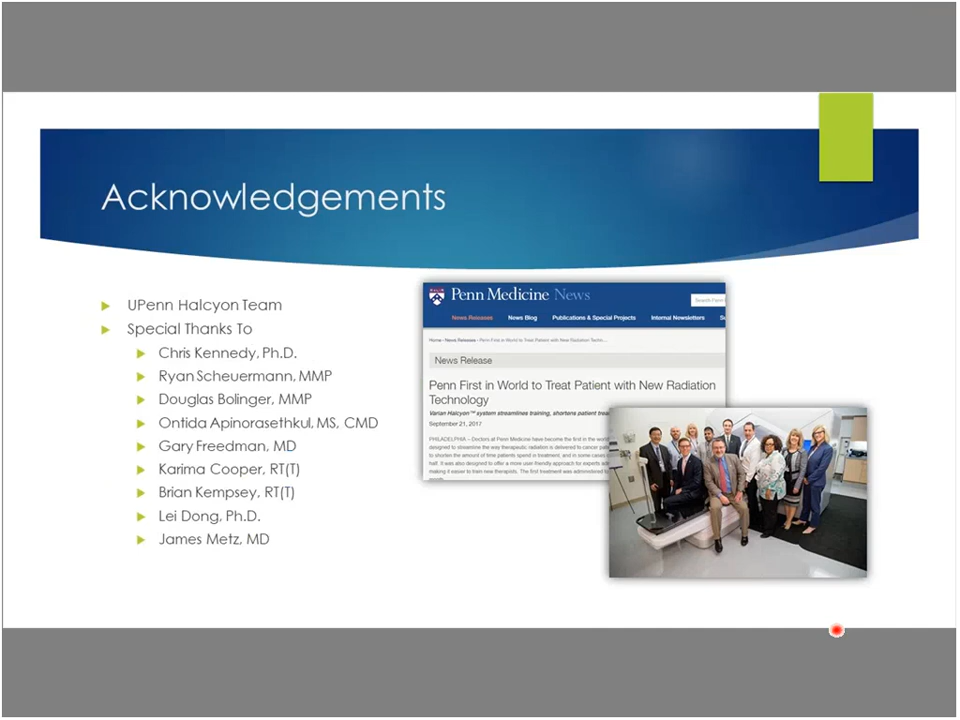 Acknowledgements
UPenn Halcyon Team
Special Thanks To
Chris Kennedy, Ph.D.
Ryan Scheuermann, MMP
Douglas Bolinger, MMP
Ontida Apinorasethkul, MS, CMD
Gary Freedman, MD
Karima Cooper, RT(T)
Brian Kempsey, RT(T)
Lei Dong, Ph.D.
James Metz, MD
Penn Medicine News
Search Penn
News Releases News Blog Publications & Special Projects Internal Newsletters
Home › News Releases › Penn First in World to Treat Patient with New Radiation Techn...
News Release
Penn First in World to Treat Patient with New Radiation
Technology
Varian Halcyon™ system streamlines training, shortens patient
September 21, 2017
PHILADELPHIA – Doctors at Penn Medicine have become the first in the world
designed to streamline the way therapeutic radiation is delivered to cancer
to shorten the amount of time patients spend in treatment, and in some cases
half. It was also designed to offer a more user friendly approach for experts
making it easier to train new therapists. The first treatment was administered